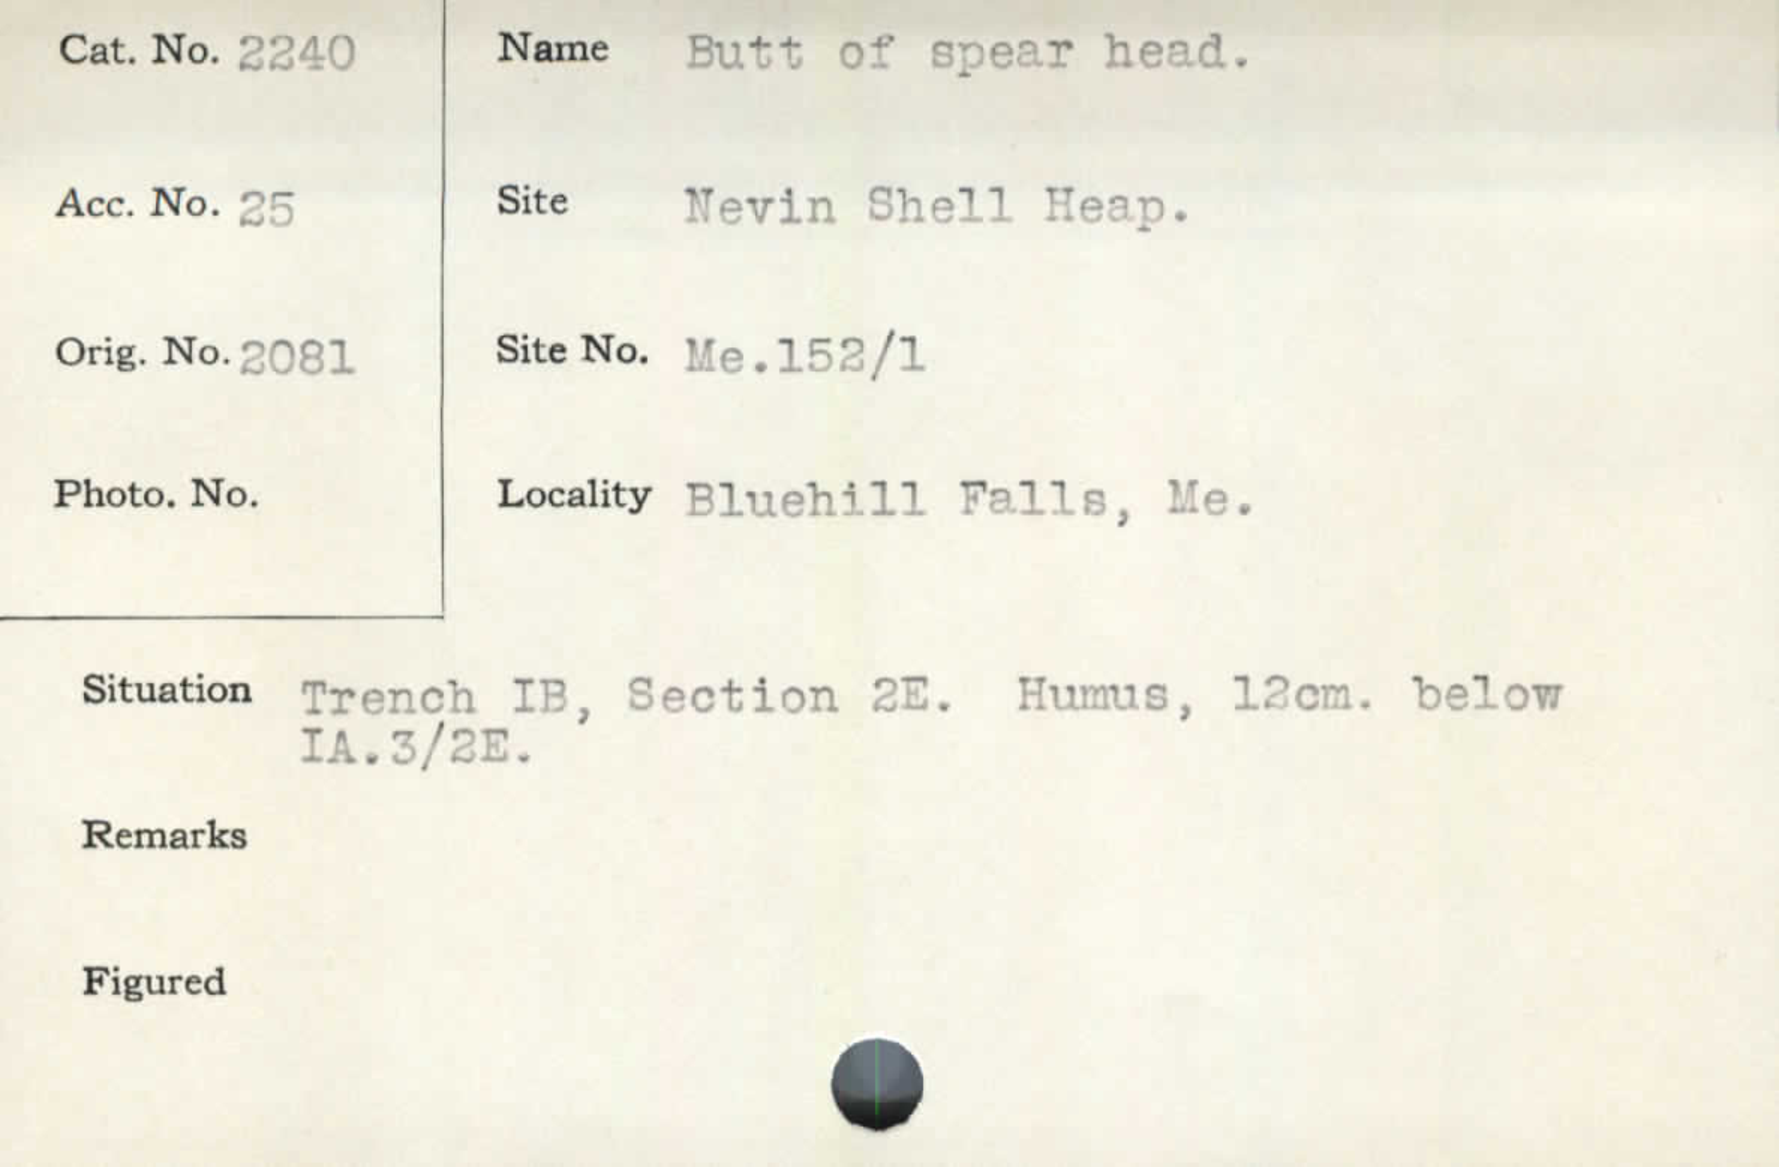 Cat. No. 2240
Name Butt of spear head.
Acc. No. 25
Site Nevin Shell Heap.
Orig. No. 2081
Site No. Me.152/1
Photo. No.
Locality Bluehill Falls, Me.
Situation Trench IB, Section 2E. Humus, 12cm. below
IA.3/2E.
Remarks
Figured